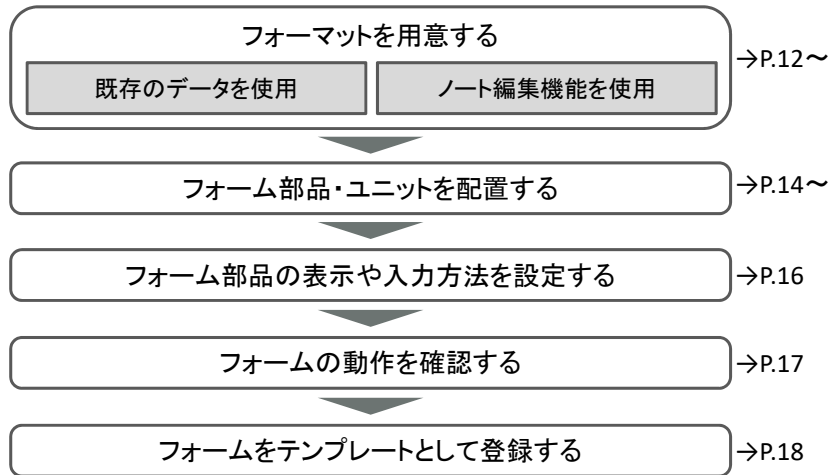 フォーマットを用意する
→P.12～
既存のデータを使用
ノート編集機能を使用
フォーム部品・ユニットを配置する
→P.14～
フォーム部品の表示や入力方法を設定する
→P.16
フォームの動作を確認する
→P.17
フォームをテンプレートとして登録する
→P.18